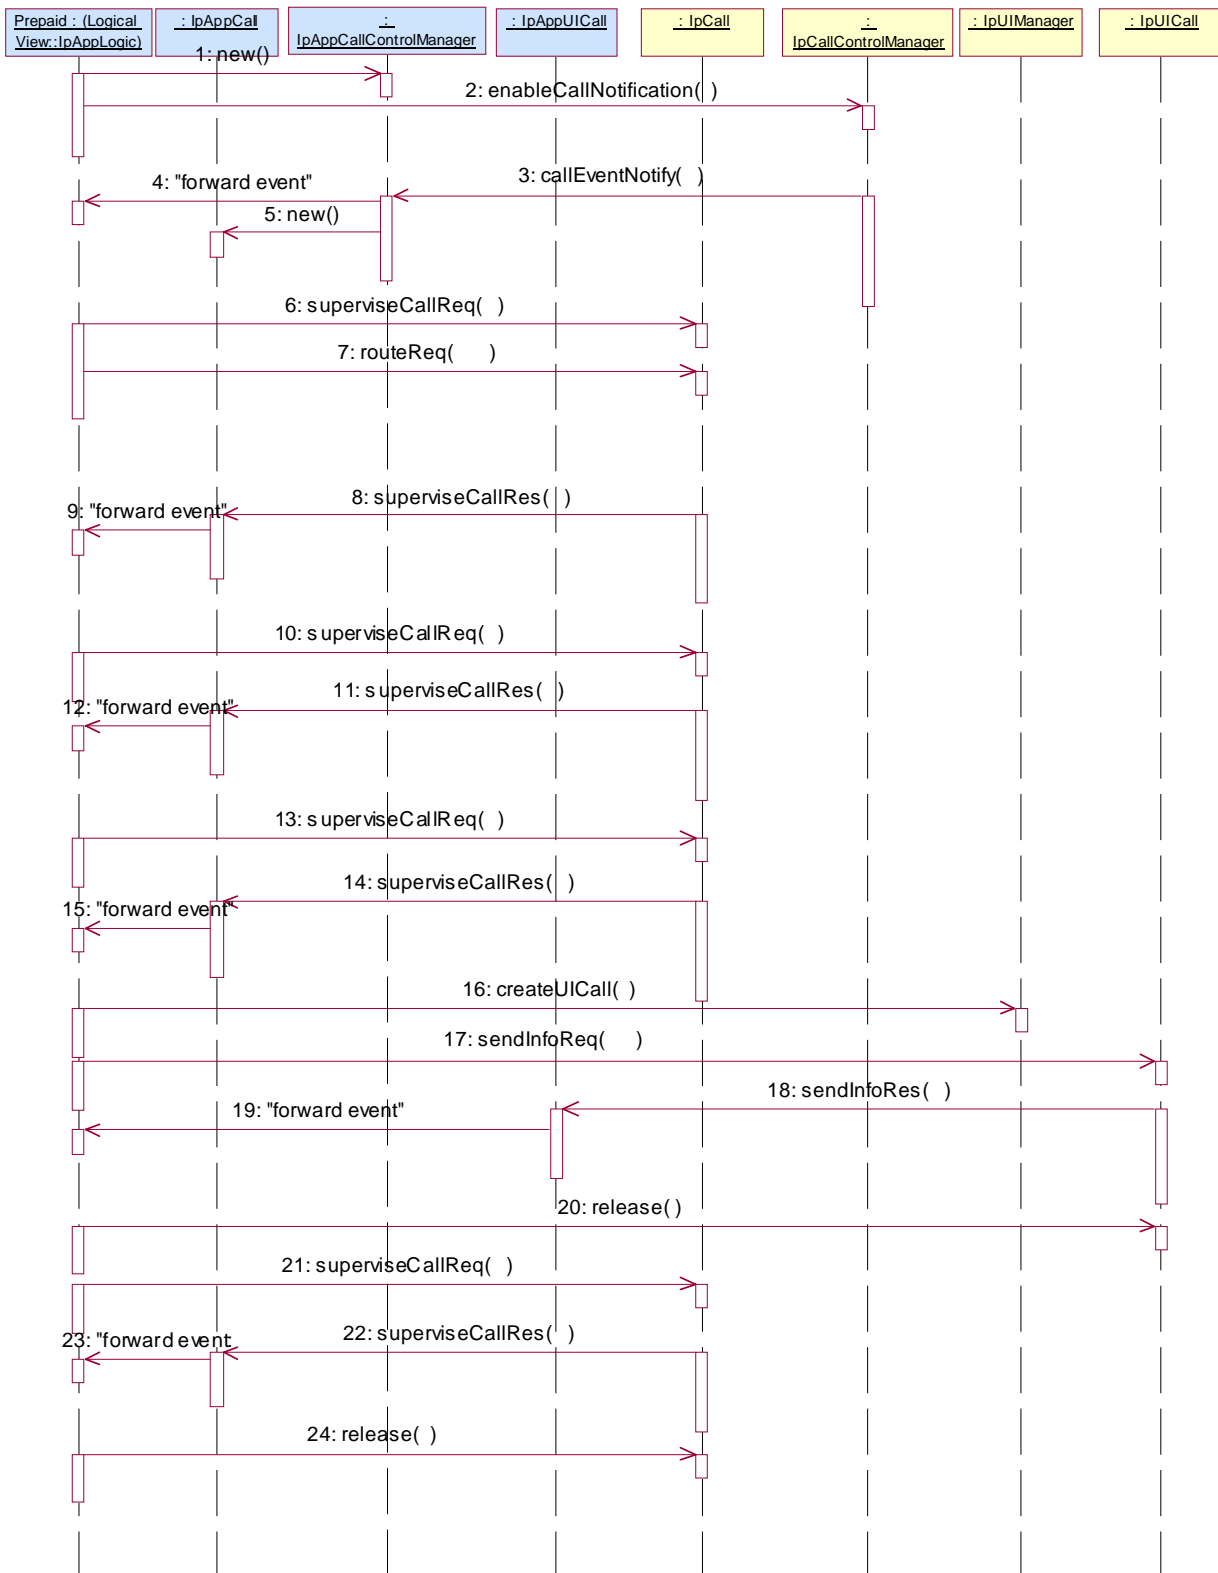 Prepaid : (Logical
View::IpAppLogic)
: IpAppCall
:
IpAppCallControlManager
: IpAppUICall
: IpCall
:
IpCallControlManager
: IpUIManager
: IpUICall
1: new()
2: enableCallNotification( )
3: callEventNotify( )
4: "forward event"
5: new()
6: superviseCallReq( )
7: routeReq( )
8: superviseCallRes( )
9: "forward event"
10: superviseCallReq( )
11: superviseCallRes( )
12: "forward event"
13: superviseCallReq( )
14: superviseCallRes( )
15: "forward event"
16: createUICall( )
17: sendInfoReq( )
18: sendInfoRes( )
19: "forward event"
20: release( )
21: superviseCallReq( )
22: superviseCallRes( )
23: "forward event
24: release( )